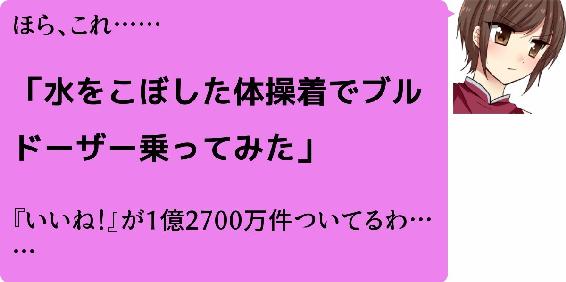 ほら、これ……
「水をこぼした体操着でブル
ドーザー乗ってみた」
『いいね!』が1億2700万件ついてるわ…
…